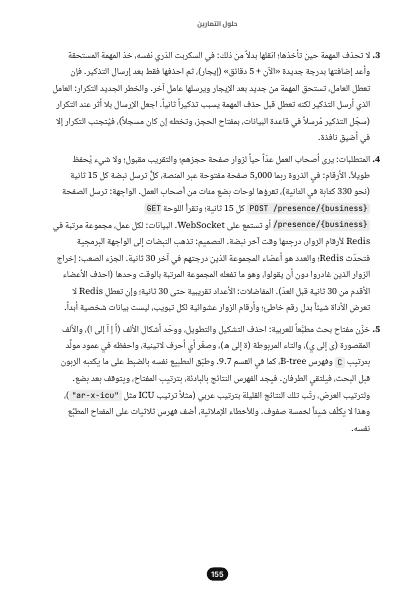 حلول التمارين
3. لا تحذف المهمة حين تأخذها؛ انقلها بدلاً من ذلك: في السكربت الذري نفسه، خذ المهمة المستحقة
وأعد إضافتها بدرجة جديدة «الآن + 5 دقائق» (إيجار)، ثم احذفها فقط بعد إرسال التذكير. فإن
تعطل العامل، تستحق المهمة من جديد بعد الإيجار ويرسلها عامل آخر. والخطر الجديد التكرار: العامل
الذي أرسل التذكير لكنه تعطل قبل حذف المهمة يسبب تذكيراً ثانياً. اجعل الإرسال بلا أثر عند التكرار
(سجّل التذكير مُرسلاً في قاعدة البيانات، بمفتاح الحجز، وتخطه إن كان مسجلاً)، فيُتجنب التكرار إلا
في أضيق نافذة.
4. المتطلبات: يرى أصحاب العمل عدّاً حياً لزوار صفحة حجزهم؛ والتقريب مقبول؛ ولا شيء يُحفظ
طويلاً. الأرقام: في الذروة ربما 5,000 صفحة مفتوحة عبر المنصة، كلٌّ ترسل نبضة كل 15 ثانية
(نحو 330 كتابة في الثانية)، تقرؤها لوحات بضع مئات من أصحاب العمل. الواجهة: ترسل الصفحة
POST /presence/{business} كل 15 ثانية؛ وتقرأ اللوحة GET
/presence/{business} أو تستمع على WebSocket. البيانات: لكل عمل، مجموعة مرتبة في
Redis لأرقام الزوار، درجتها وقت آخر نبضة. التصميم: تذهب النبضات إلى الواجهة البرمجية
فتحدّث Redis؛ والعدد هو أعضاء المجموعة الذين درجتهم في آخر 30 ثانية. الجزء الصعب: إخراج
الزوار الذين غادروا دون أن يقولوا، وهو ما تفعله المجموعة المرتبة بالوقت وحدها (احذف الأعضاء
الأقدم من 30 ثانية قبل العدّ). المفاضلات: الأعداد تقريبية حتى 30 ثانية؛ وإن تعطل Redis لا
تعرض الأداة شيئاً بدل رقم خاطئ؛ وأرقام الزوار عشوائية لكل تبويب، ليست بيانات شخصية أبداً.
5. خزّن مفتاح بحث مطبَّعاً للعربية: احذف التشكيل والتطويل، ووحّد أشكال الألف (أ إ آ إلى ا)، والألف
المقصورة (ى إلى ي)، والتاء المربوطة (ة إلى ه)، وصغّر أي أحرف لاتينية، واحفظه في عمود مولَّد
بترتيب C وفهرس B-tree، كما في القسم 9.7. وطبّق التطبيع نفسه بالضبط على ما يكتبه الزبون
قبل البحث، فيلتقي الطرفان. فيجد الفهرس النتائج بالبادئة، بترتيب المفتاح، ويتوقف بعد بضع.
ولترتيب العرض، رتّب تلك النتائج القليلة بترتيب عربي (مثلاً ترتيب ICU مثل "ar-x-icu")،
وهذا لا يكلّف شيئاً لخمسة صفوف. وللأخطاء الإملائية، أضف فهرس ثلاثيات على المفتاح المطبَّع
نفسه.
155